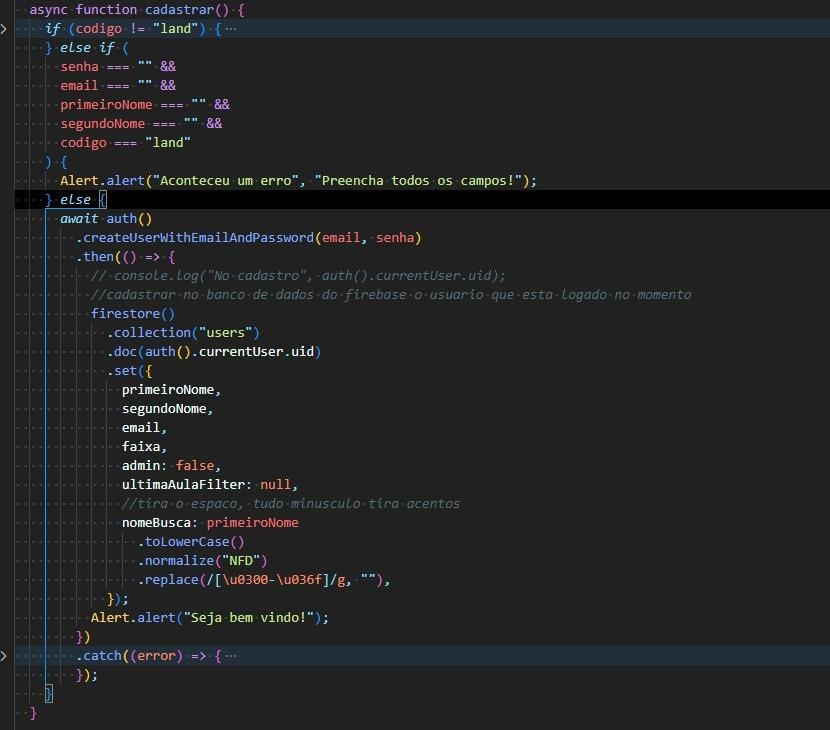 async function cadastrar() {
if (codigo != "land") { ···
} else if (
senha === "" &&
email === "" &&
primeiroNome === "" &&
segundoNome === "" &&
codigo === "land"
) {
Alert.alert("Aconteceu um erro", "Preencha todos os campos!");
} else {
await auth()
.createUserWithEmailAndPassword(email, senha)
.then(() => {
// console.log("No cadastro", auth().currentUser.uid);
//cadastrar no banco de dados do firebase o usuario que esta logado no momento
firestore()
.collection("users")
.doc(auth().currentUser.uid)
.set({
primeiroNome,
segundoNome,
email,
faixa,
admin: false,
ultimaAulaFilter: null,
//tira o espaco, tudo minusculo tira acentos
nomeBusca: primeiroNome
.toLowerCase()
.normalize("NFD")
.replace(/[\u0300-\u036f]/g, ""),
});
Alert.alert("Seja bem vindo!");
})
.catch((error) => { ···
});
}
}